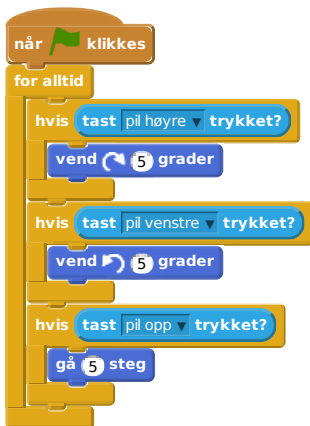 når klikkes
for alltid
hvis tast pil høyre trykket?
vend 5 grader
hvis tast pil venstre trykket?
vend 5 grader
hvis tast pil opp trykket?
gå 5 steg